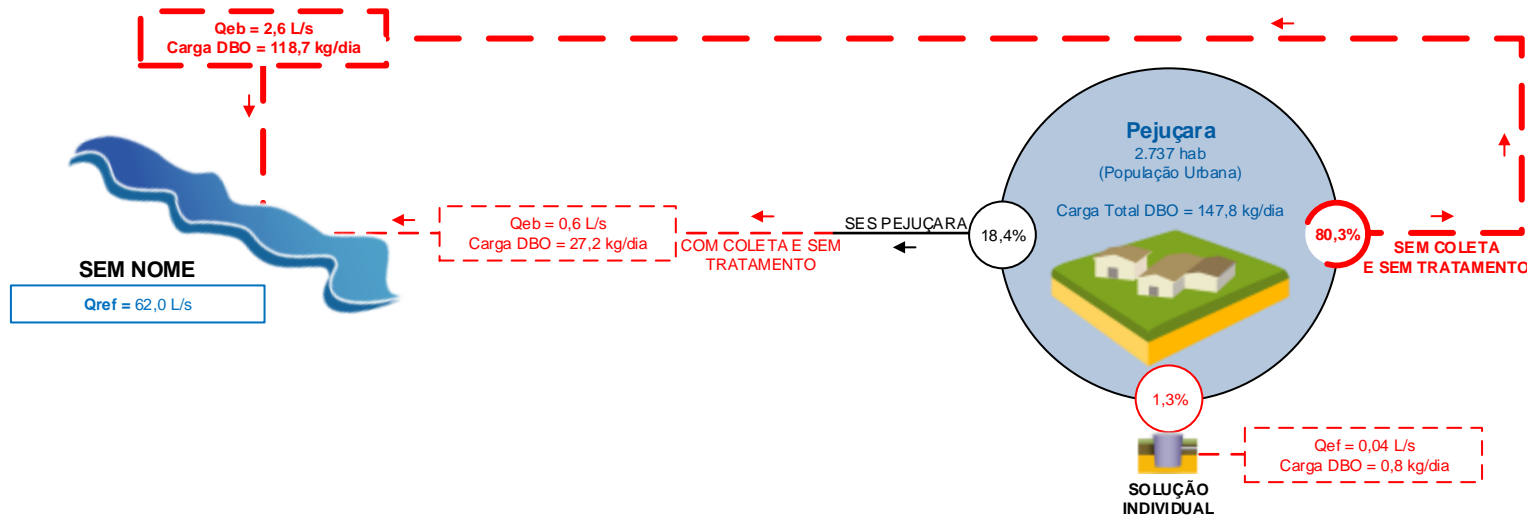 Qeb = 2,6 L/s
Carga DBO = 118,7 kg/dia
Pejuçara
2.737 hab
(População Urbana)
Carga Total DBO = 147,8 kg/dia
Qeb = 0,6 L/s
Carga DBO = 27,2 kg/dia
COM COLETA E SEM
TRATAMENTO
SES PEJUÇARA
18,4%
80,3%
SEM COLETA
E SEM TRATAMENTO
SEM NOME
Qref = 62,0 L/s
1,3%
Qef = 0,04 L/s
Carga DBO = 0,8 kg/dia
SOLUÇÃO
INDIVIDUAL